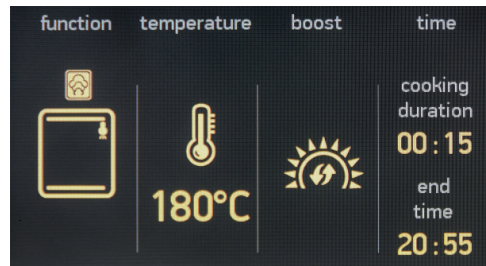 function temperature boost time
cooking
duration
00:15
180°C
end
time
20:55